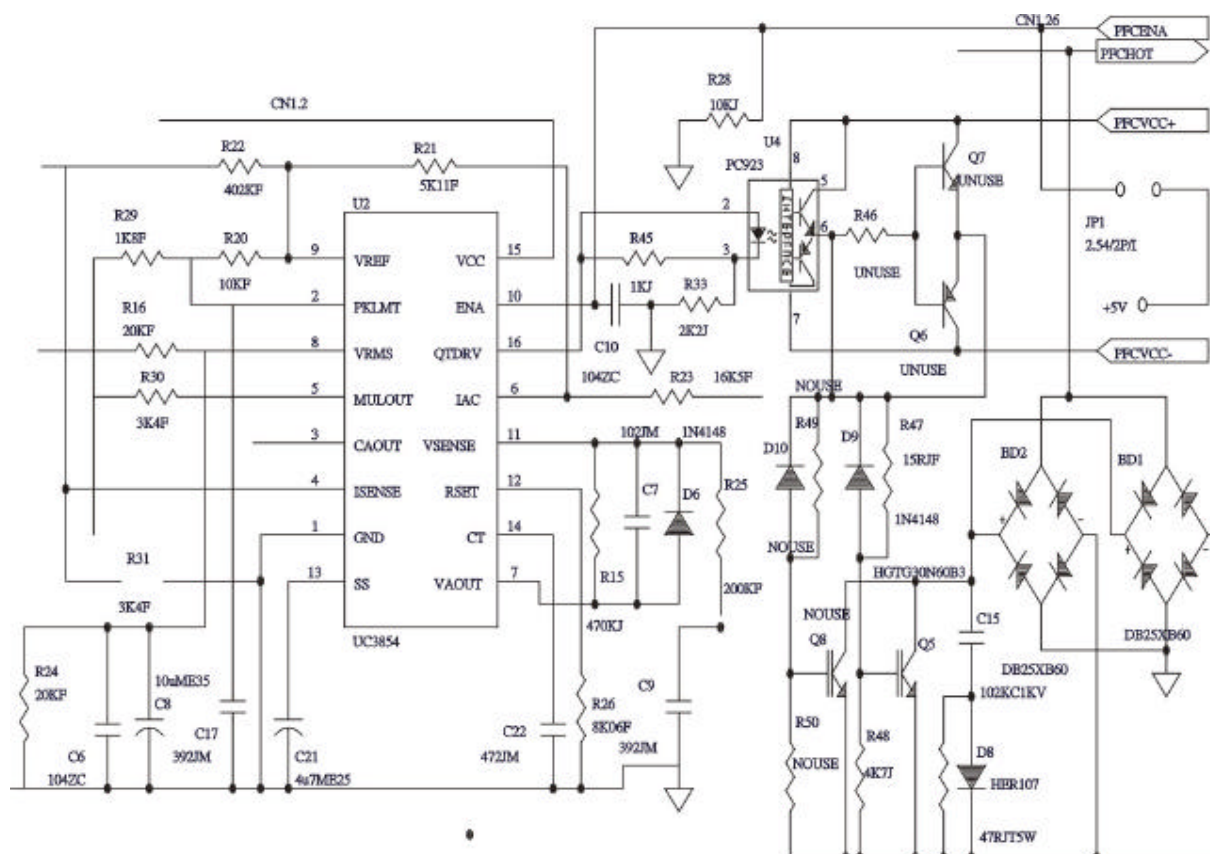 CN1.26
PFCENA
PFCHOT
R28
10KJ
CN1.2
PFCVCC+
U4
R22
R21
8
Q7
PC923
402KF
5K11F
5
UNUSE
R29
U2
2
R46
JP1
1K8F
R20
R45
6
2.54/2P/I
9
VREF
VCC
15
3
10KF
1KJ
R33
UNUSE
2
PKLMT
ENA
10
+5V
R16
2K2J
7
Q6
20KF
C10
8
VRMS
QTDRV
16
PFCVCC-
R30
104ZC
R23
16K5F
UNUSE
5
MULOUT
IAC
6
NOUSE
3K4F
R49
R47
3
CAOUT
VSENSE
11
102JM
1N4148
D10
D9
15RJF
BD2
BD1
4
ISENSE
RSET
12
C7
D6
R25
1N4148
1
GND
CT
14
NOUSE
R31
13
SS
VAOUT
7
R15
200KF
HGTG30N60B3
3K4F
470KJ
NOUSE
C15
UC3854
Q8
Q5
DB25XB60
R24
DB25XB60
20KF
10uME35
C9
102KC1KV
C8
R26
8K06F
R50
R48
C6
C17
C21
C22
392JM
D8
104ZC
392JM
472JM
NOUSE
4K7J
HER107
4u7ME25
47RJT5W